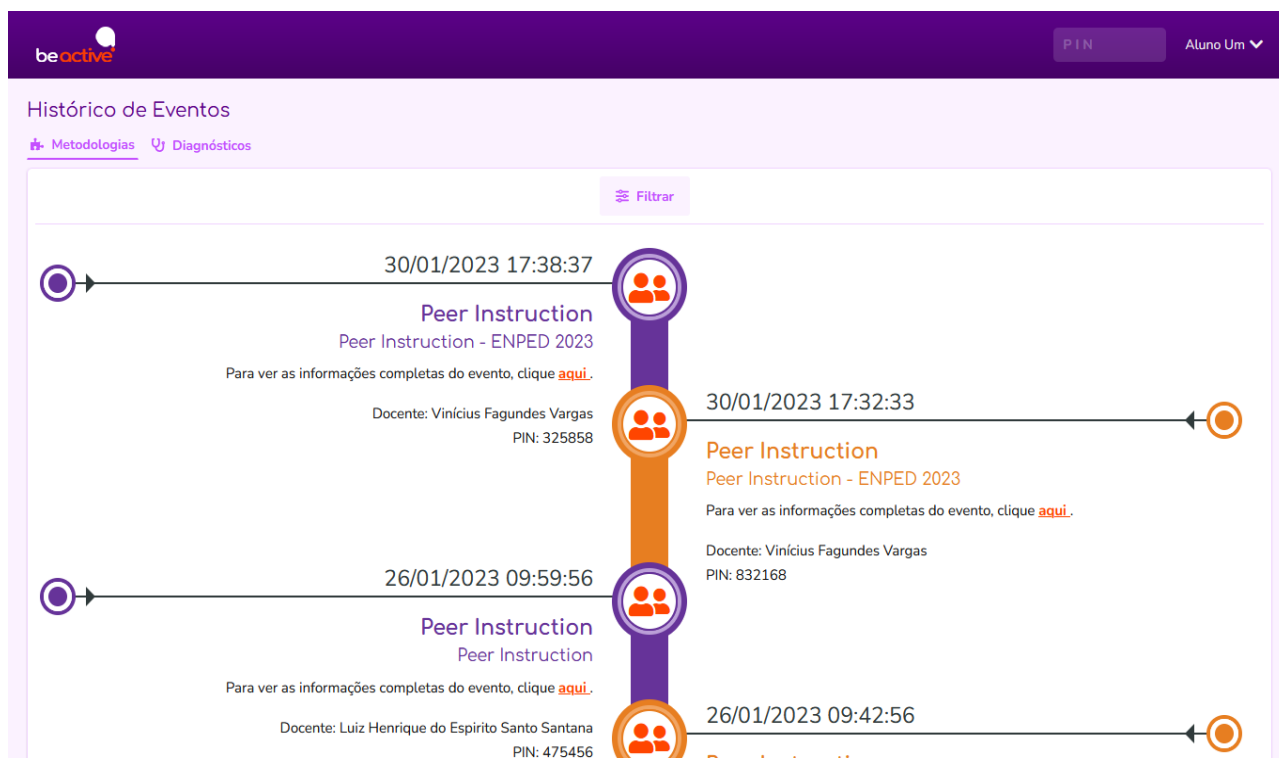 beactive
PIN
Aluno Um
Histórico de Eventos
Metodologias
Diagnósticos
Filtrar
30/01/2023 17:38:37
Peer Instruction
Peer Instruction - ENPED 2023
Para ver as informações completas do evento, clique aqui .
Docente: Vinícius Fagundes Vargas
PIN: 325858
30/01/2023 17:32:33
Peer Instruction
Peer Instruction - ENPED 2023
Para ver as informações completas do evento, clique aqui .
Docente: Vinícius Fagundes Vargas
PIN: 832168
26/01/2023 09:59:56
Peer Instruction
Peer Instruction
Para ver as informações completas do evento, clique aqui .
Docente: Luiz Henrique do Espirito Santo Santana
PIN: 475456
26/01/2023 09:42:56